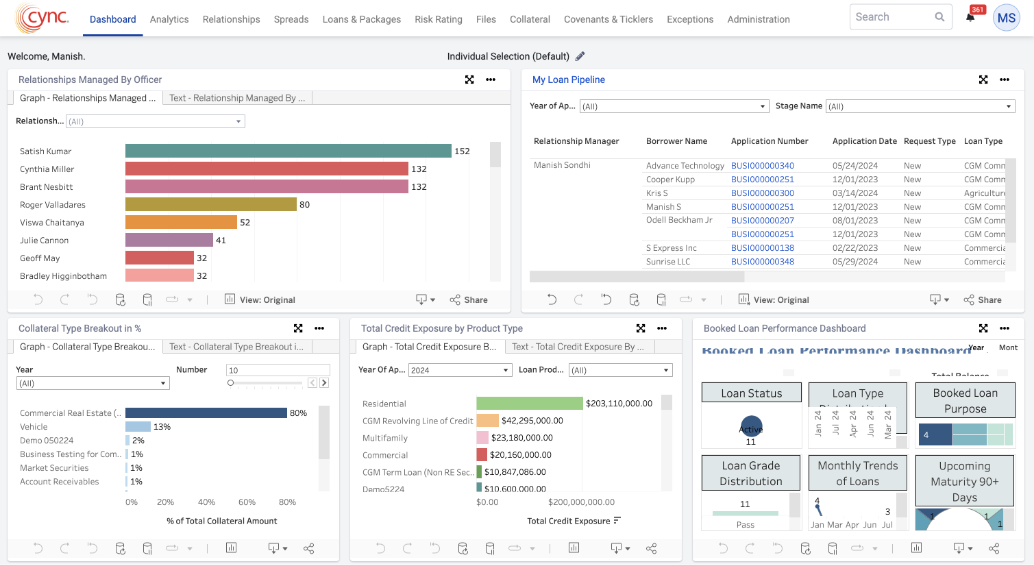 cync.
Dashboard Analytics Relationships Spreads Loans & Packages Risk Rating Files Collateral Covenants & Ticklers Exceptions Administration
Search
361
MS
Welcome, Manish.
Individual Selection (Default)
Relationships Managed By Officer
Graph - Relationships Managed ... Text - Relationship Managed By ...
Relationsh... (All)
Satish Kumar 152
Cynthia Miller 132
Brant Nesbitt 132
Roger Valladares 80
Viswa Chaitanya 52
Julie Cannon 41
Geoff May 32
Bradley Higginbotham 32
View: Original Share
My Loan Pipeline
Year of Ap... (All) Stage Name (All)
Relationship Manager Borrower Name Application Number Application Date Request Type Loan Type
Manish Sondhi Advance Technology BUSI000000340 05/24/2024 New CGM Comm
Cooper Kupp BUSI000000251 12/01/2023 New CGM Comm
Kris S BUSI000000300 03/14/2024 New Agriculture
Manish S BUSI000000251 12/01/2023 New CGM Comm
Odell Beckham Jr BUSI000000207 08/01/2023 New CGM Comm
BUSI000000251 12/01/2023 New CGM Comm
S Express Inc BUSI000000138 02/22/2023 New Commercia
Sunrise LLC BUSI000000348 05/29/2024 New Commercia
View: Original Share
Collateral Type Breakout in %
Graph - Collateral Type Breakou... Text - Collateral Type Breakout i...
Year Number 10
(All)
Commercial Real Estate (.. 80%
Vehicle 13%
Demo 050224 2%
Business Testing for Com.. 1%
Market Securities 1%
Account Receivables 1%
0% 20% 40% 60% 80%
% of Total Collateral Amount
Total Credit Exposure by Product Type
Graph - Total Credit Exposure B... Text - Total Credit Exposure By ...
Year Of Ap... 2024 Loan Prod... (All)
Residential $203,110,000.00
CGM Revolving Line of Credit $42,295,000.00
Multifamily $23,180,000.00
Commercial $20,160,000.00
CGM Term Loan (Non RE Sec.. $10,847,086.00
Demo5224 $10,600,000.00
$0.00 $200,000,000.00
Total Credit Exposure
Booked Loan Performance Dashboard
Booked Loan Performance Dashboard Year Mont
Total Balance
Loan Status
Active
11
Loan Type
Distribution
Jan 24 Jul 24 Apr 24 Jun 24 Mar 24
Booked Loan
Purpose
4
Loan Grade
Distribution
11
Pass
Monthly Trends
of Loans
4
3
Jan Mar Apr Jun Jul
Upcoming
Maturity 90+
Days
1 1
1